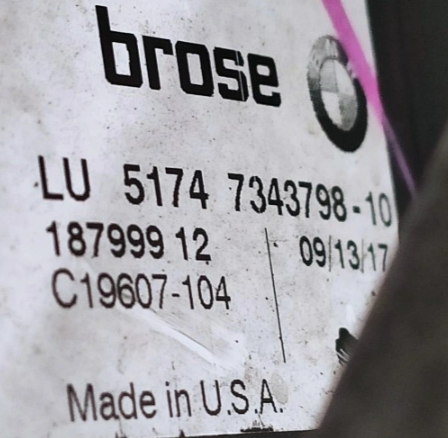 brose
LU 5174 7343798-10
187999 12 09/13/17
C19607-104
Made in U.S.A.